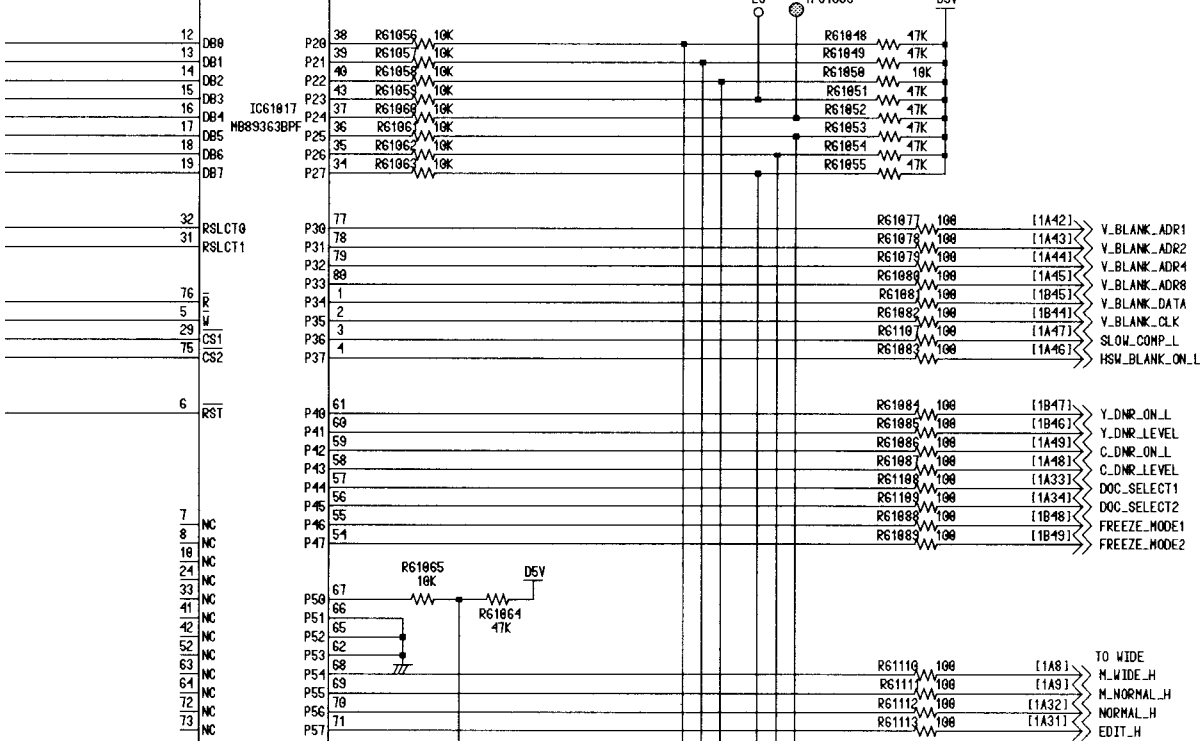 D5V
12 DB0 P20 38 R61056 10K R61048 47K
13 DB1 P21 39 R61057 10K R61049 47K
14 DB2 P22 40 R61058 10K R61050 10K
15 DB3 P23 43 R61059 10K R61051 47K
16 DB4 P24 37 R61060 10K R61052 47K
17 DB5 P25 36 R61061 10K R61053 47K
18 DB6 P26 35 R61062 10K R61054 47K
19 DB7 P27 34 R61063 10K R61055 47K
IC61017
MB89363BPF
32 RSLCT0 P30 77 R61077 100 [1A42] V_BLANK_ADR1
31 RSLCT1 P31 78 R61078 100 [1A43] V_BLANK_ADR2
P32 79 R61079 100 [1A44] V_BLANK_ADR4
P33 80 R61080 100 [1A45] V_BLANK_ADR8
76 R P34 1 R61081 100 [1B45] V_BLANK_DATA
5 W P35 2 R61082 100 [1B44] V_BLANK_CLK
29 CS1 P36 3 R61107 100 [1A47] SLOW_COMP_L
75 CS2 P37 4 R61083 100 [1A46] HSW_BLANK_ON_L
6 RST P40 61 R61084 100 [1B47] Y_DNR_ON_L
P41 60 R61085 100 [1B46] Y_DNR_LEVEL
P42 59 R61086 100 [1A49] C_DNR_ON_L
P43 58 R61087 100 [1A48] C_DNR_LEVEL
P44 57 R61108 100 [1A33] DOC_SELECT1
P45 56 R61109 100 [1A34] DOC_SELECT2
7 NC P46 55 R61088 100 [1B48] FREEZE_MODE1
8 NC P47 54 R61089 100 [1B49] FREEZE_MODE2
10 NC
24 NC
R61065 10K D5V
33 NC P50 67 R61064 47K
41 NC P51 66
42 NC P52 65
52 NC P53 62
TO WIDE
63 NC P54 68 R61110 100 [1A8] M_WIDE_H
64 NC P55 69 R61111 100 [1A9] M_NORMAL_H
72 NC P56 70 R61112 100 [1A32] NORMAL_H
73 NC P57 71 R61113 100 [1A31] EDIT_H